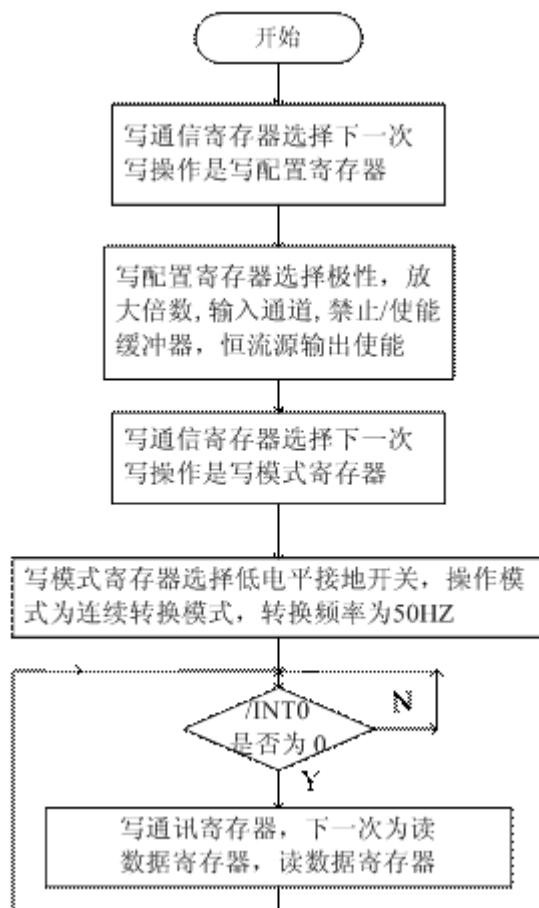 开始
写通信寄存器选择下一次
写操作是写配置寄存器
写配置寄存器选择极性，放
大倍数,输入通道,禁止/使能
缓冲器，恒流源输出使能
写通信寄存器选择下一次
写操作是写模式寄存器
写模式寄存器选择低电平接地开关，操作模
式为连续转换模式，转换频率为50HZ
/INT0
是否为 0
N
Y
写通讯寄存器，下一次为读
数据寄存器，读数据寄存器